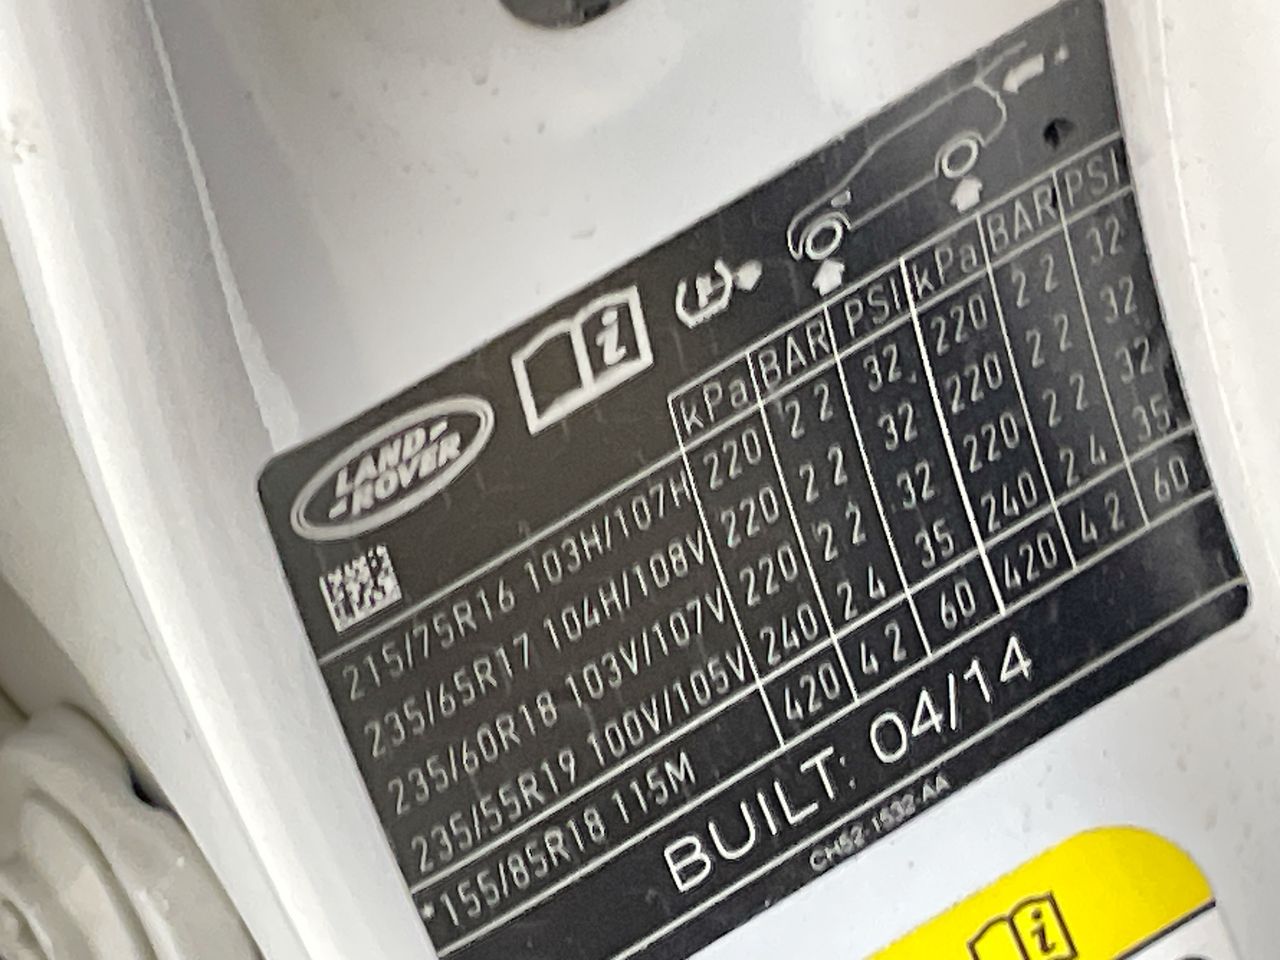 LAND-
-ROVER
kPa BAR PSI kPa BAR PSI
215/75R16 103H/107H 220 2 2 32 220 2 2 32
235/65R17 104H/108V 220 2 2 32 220 2 2 32
235/60R18 103V/107V 220 2 2 32 220 2 2 32
235/55R19 100V/105V 240 2 4 35 240 2 4 35
*155/85R18 115M 420 4 2 60 420 4 2 60
BUILT: 04/14
CH52-1532-AA
i